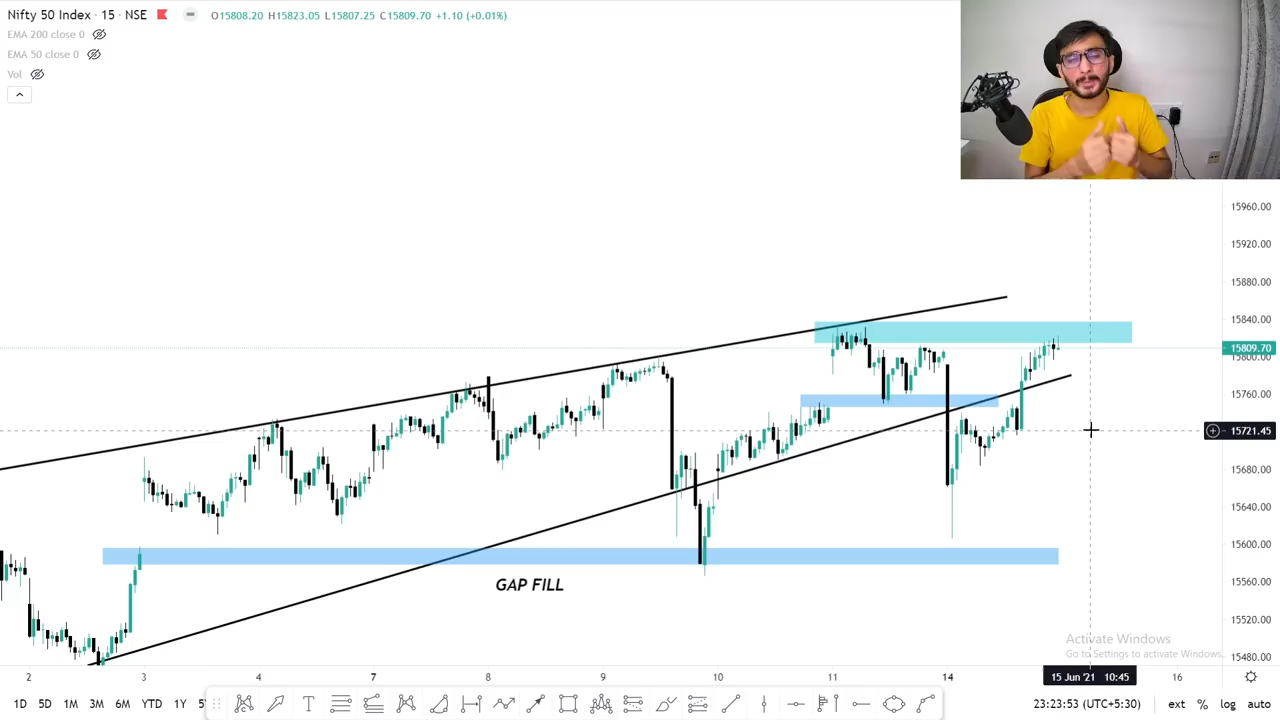 Nifty 50 Index · 15 · NSE
O15808.20 H15823.05 L15807.25 C15809.70 +1.10 (+0.01%)
EMA 200 close 0
EMA 50 close 0
Vol
15960.00
15920.00
15880.00
15840.00
15809.70
15800.00
15760.00
15721.45
15680.00
15640.00
15600.00
15560.00
15520.00
15480.00
GAP FILL
Activate Windows
Go to Settings to activate Windows.
2 3 4 7 8 9 10 11 14 15 Jun '21 10:45 16
1D 5D 1M 3M 6M YTD 1Y 23:23:53 (UTC+5:30) ext % log auto